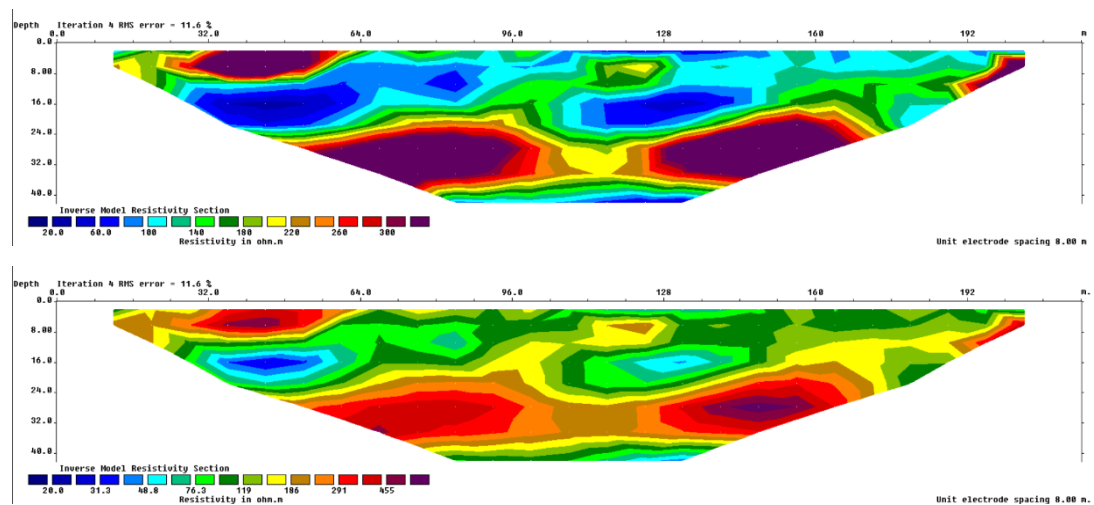 Depth Iteration 4 RMS error - 11.6 %
0.0 0.0 32.0 64.0 96.0 128 160 192 m
8.00
16.0
24.0
32.0
40.0
Inverse Model Resistivity Section
20.0 60.0 100 140 180 220 260 300
Resistivity in ohm.m
Unit electrode spacing 8.00 m
Depth Iteration 4 RMS error - 11.6 %
0.0 0.0 32.0 64.0 96.0 128 160 192 m.
8.00
16.0
24.0
32.0
40.0
Inverse Model Resistivity Section
20.0 31.3 48.8 76.3 119 186 291 455
Resistivity in ohm.m
Unit electrode spacing 8.00 m.